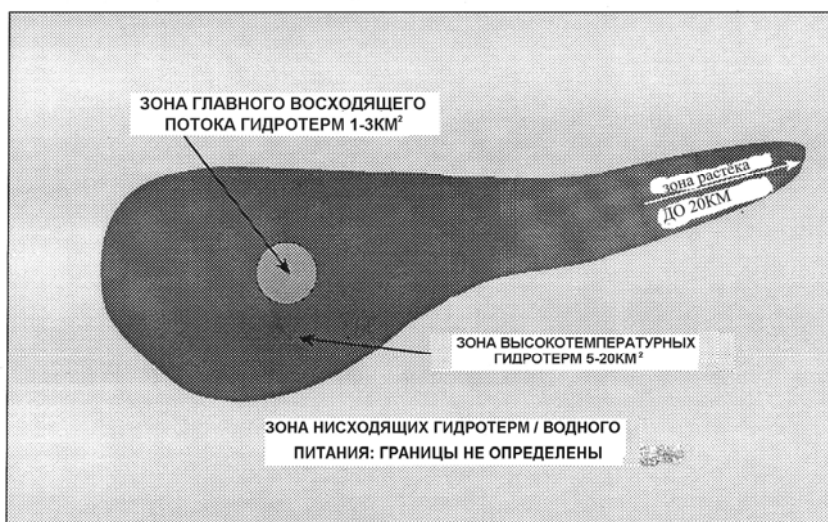 ЗОНА ГЛАВНОГО ВОСХОДЯЩЕГО
ПОТОКА ГИДРОТЕРМ 1-3КМ²
зона растёка
ДО 20КМ
ЗОНА ВЫСОКОТЕМПЕРАТУРНЫХ
ГИДРОТЕРМ 5-20КМ²
ЗОНА НИСХОДЯЩИХ ГИДРОТЕРМ / ВОДНОГО
ПИТАНИЯ: ГРАНИЦЫ НЕ ОПРЕДЕЛЕНЫ